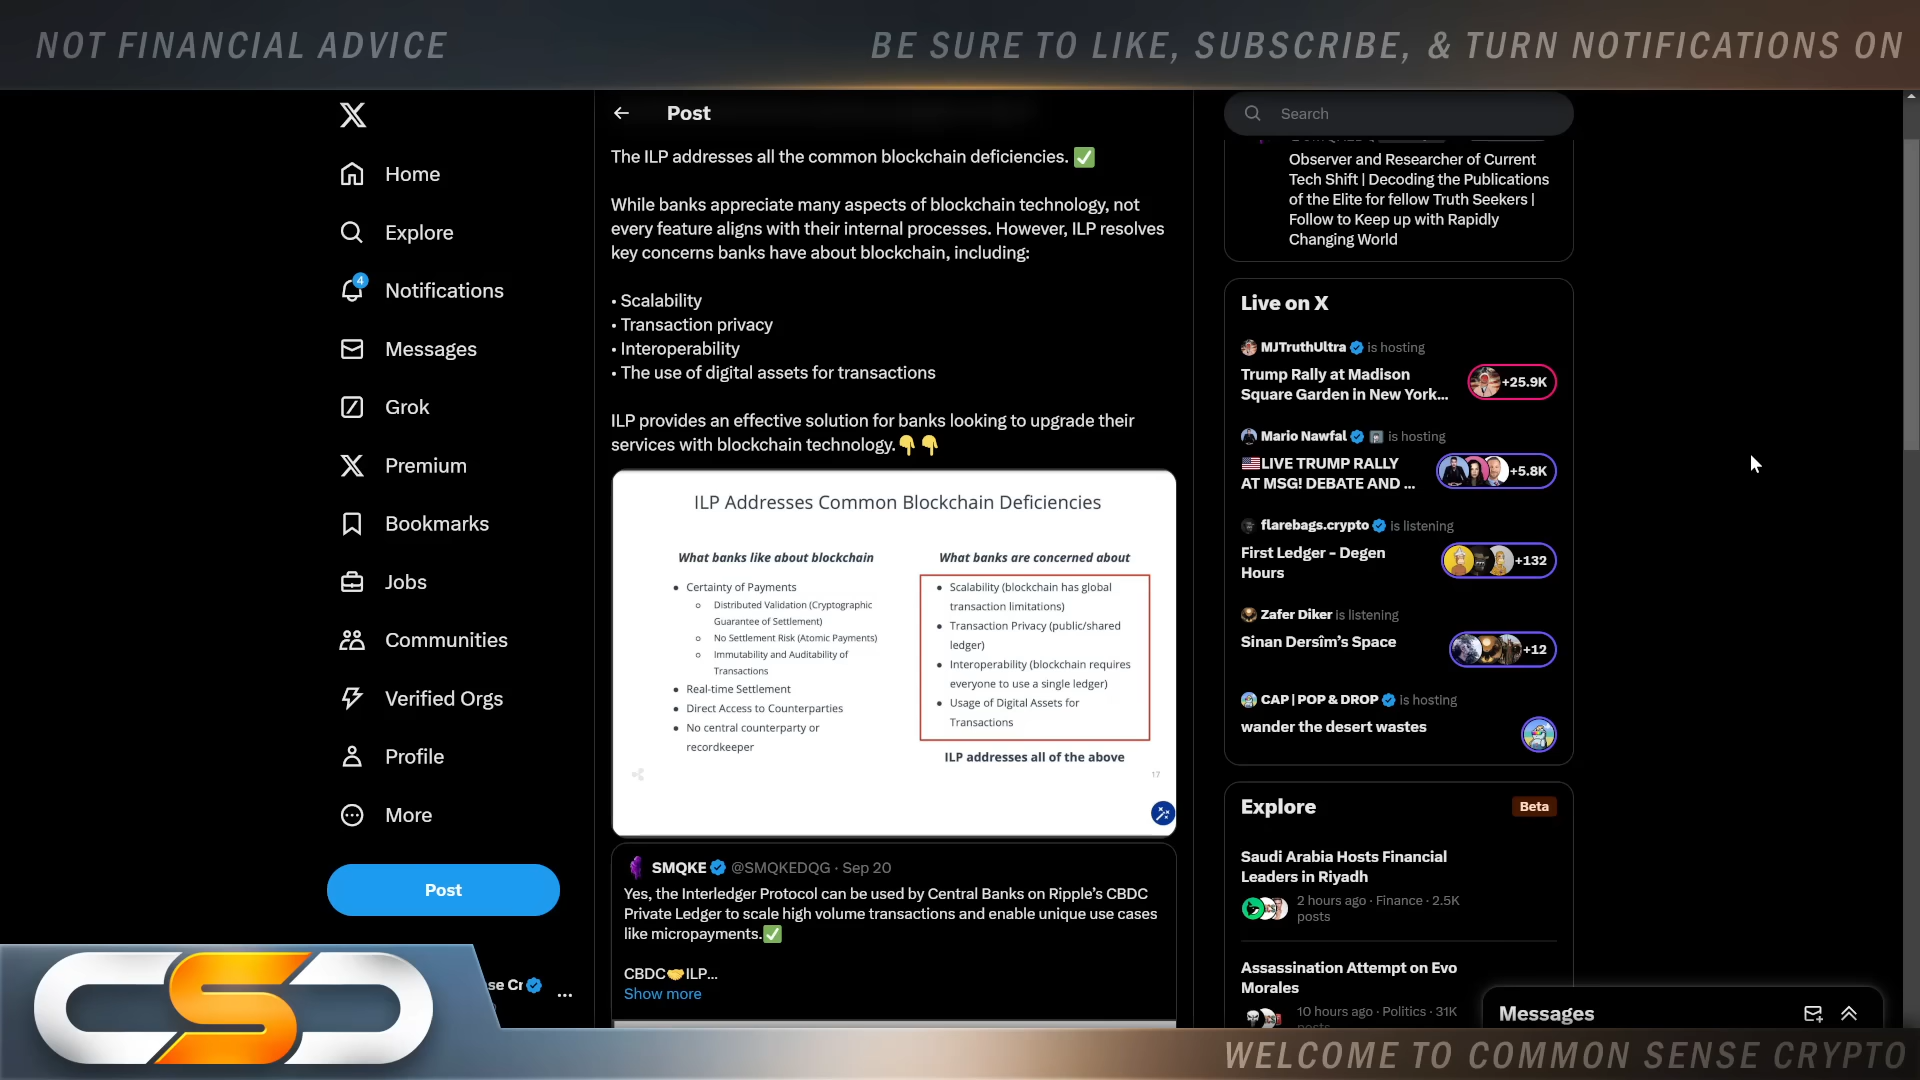 NOT FINANCIAL ADVICE
BE SURE TO LIKE, SUBSCRIBE, & TURN NOTIFICATIONS ON
Home
Explore
4
Notifications
Messages
Grok
Premium
Bookmarks
Jobs
Communities
Verified Orgs
Profile
More
Post
se Cr
Post
The ILP addresses all the common blockchain deficiencies. ✅
While banks appreciate many aspects of blockchain technology, not
every feature aligns with their internal processes. However, ILP resolves
key concerns banks have about blockchain, including:
• Scalability
• Transaction privacy
• Interoperability
• The use of digital assets for transactions
ILP provides an effective solution for banks looking to upgrade their
services with blockchain technology.👇👇
ILP Addresses Common Blockchain Deficiencies
What banks like about blockchain
• Certainty of Payments
○ Distributed Validation (Cryptographic
Guarantee of Settlement)
○ No Settlement Risk (Atomic Payments)
○ Immutability and Auditability of
Transactions
• Real-time Settlement
• Direct Access to Counterparties
• No central counterparty or
recordkeeper
What banks are concerned about
• Scalability (blockchain has global
transaction limitations)
• Transaction Privacy (public/shared
ledger)
• Interoperability (blockchain requires
everyone to use a single ledger)
• Usage of Digital Assets for
Transactions
ILP addresses all of the above
17
SMQKE @SMQKEDQG · Sep 20
Yes, the Interledger Protocol can be used by Central Banks on Ripple's CBDC
Private Ledger to scale high volume transactions and enable unique use cases
like micropayments.✅
CBDC🤝ILP...
Show more
Search
Observer and Researcher of Current
Tech Shift | Decoding the Publications
of the Elite for fellow Truth Seekers |
Follow to Keep up with Rapidly
Changing World
Live on X
MJTruthUltra is hosting
Trump Rally at Madison
Square Garden in New York...
+25.9K
Mario Nawfal is hosting
🇺🇸LIVE TRUMP RALLY
AT MSG! DEBATE AND ...
+5.8K
flarebags.crypto is listening
First Ledger - Degen
Hours
+132
Zafer Diker is listening
Sinan Dersîm's Space
+12
CAP | POP & DROP is hosting
wander the desert wastes
Explore
Beta
Saudi Arabia Hosts Financial
Leaders in Riyadh
2 hours ago · Finance · 2.5K
posts
Assassination Attempt on Evo
Morales
10 hours ago · Politics · 31K
posts
Messages
CSC
WELCOME TO COMMON SENSE CRYPTO